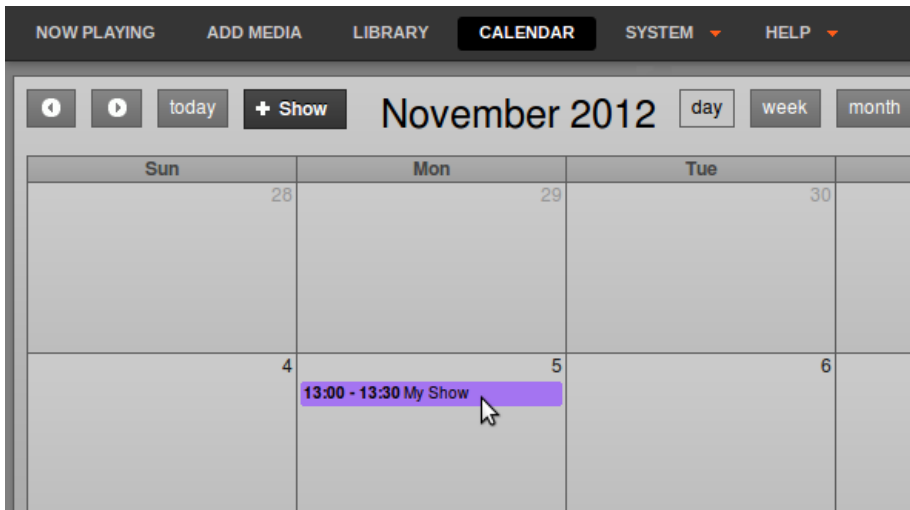 NOW PLAYING ADD MEDIA LIBRARY CALENDAR SYSTEM HELP
today + Show November 2012 day week month
Sun Mon Tue
28 29 30
4 5 6
13:00 - 13:30 My Show